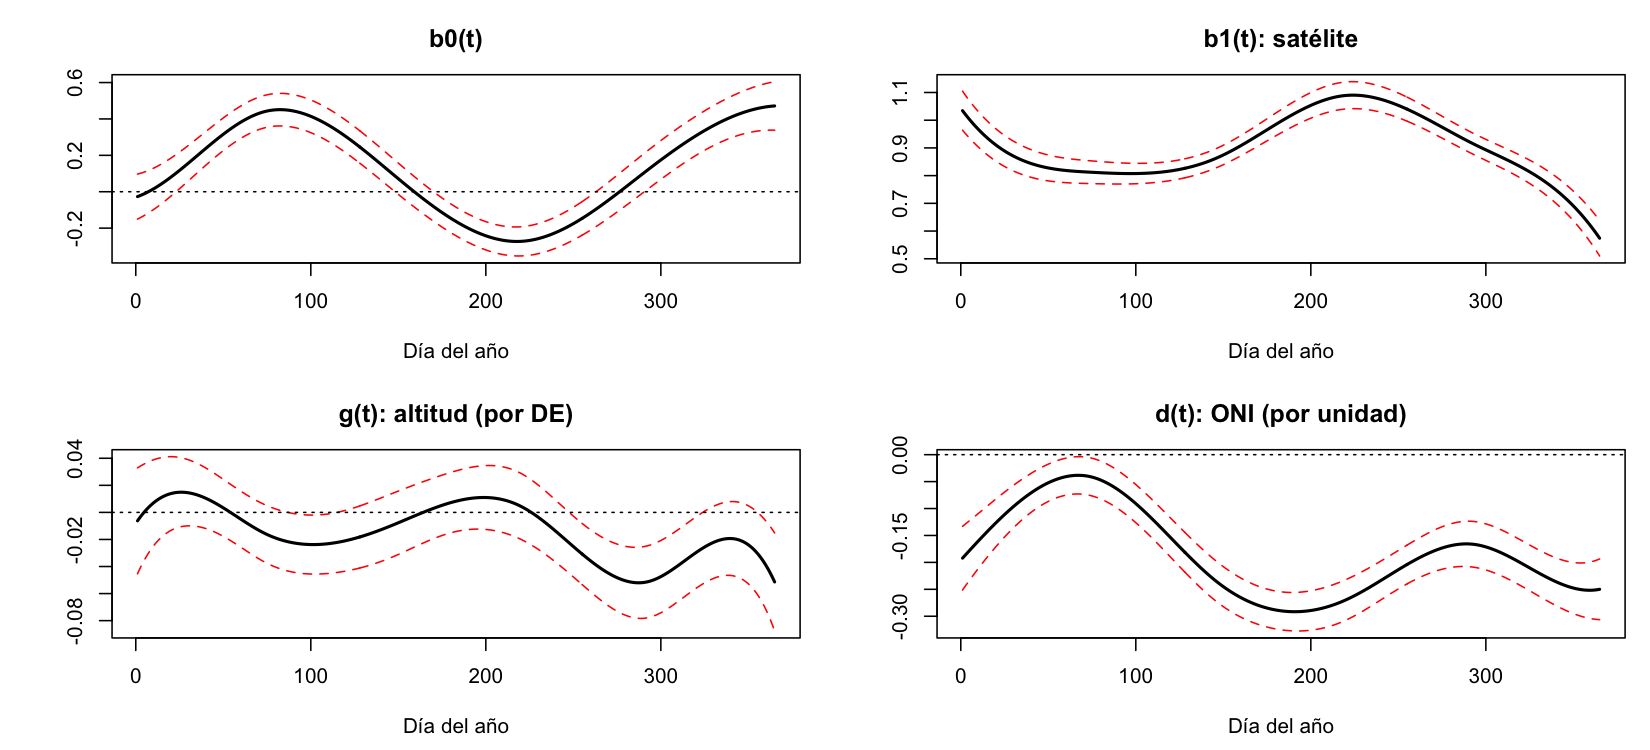 b0(t)
0.6
0.2
-0.2
0 100 200 300
Día del año
b1(t): satélite
1.1
0.9
0.7
0.5
0 100 200 300
Día del año
g(t): altitud (por DE)
0.04
-0.02
-0.08
0 100 200 300
Día del año
d(t): ONI (por unidad)
0.00
-0.15
-0.30
0 100 200 300
Día del año